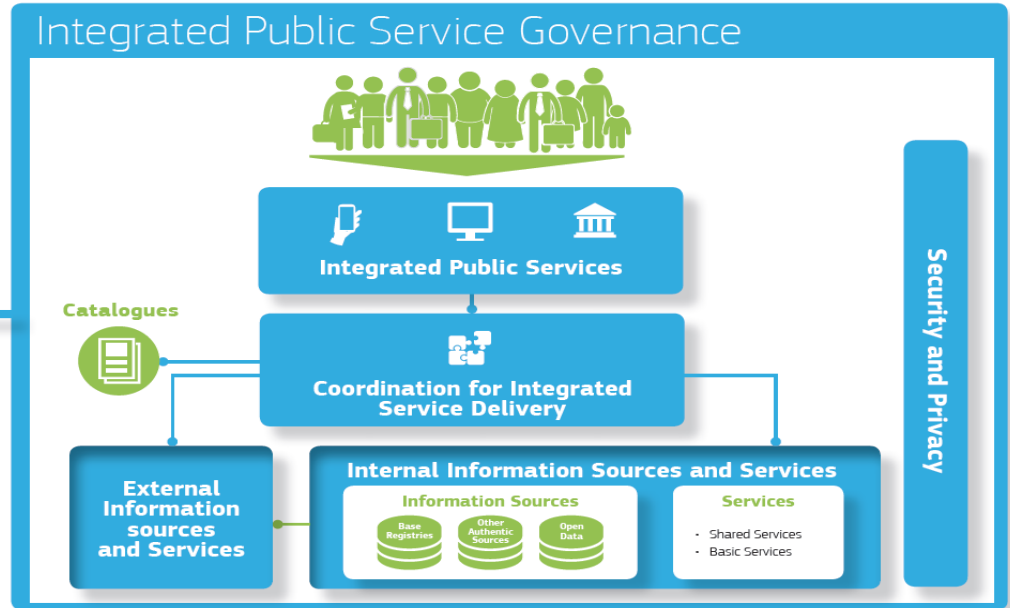 Integrated Public Service Governance
Integrated Public Services
Catalogues
Coordination for Integrated
Service Delivery
Security and Privacy
External
Information
sources
and Services
Internal Information Sources and Services
Information Sources
Base
Registries
Other
Authentic
Sources
Open
Data
Services
- Shared Services
- Basic Services